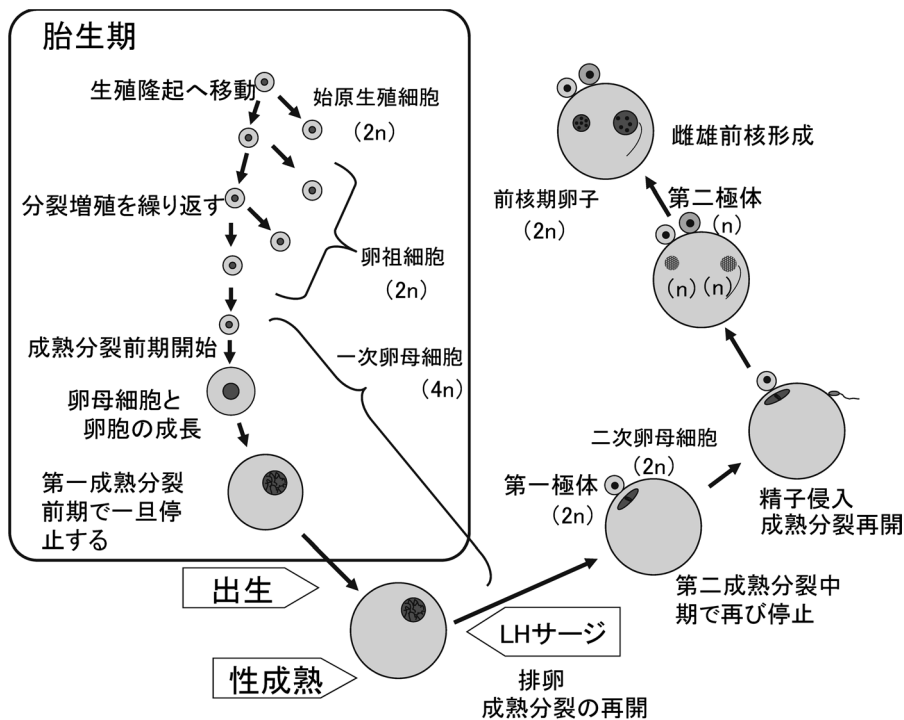 胎生期
生殖隆起へ移動
始原生殖細胞
(2n)
分裂増殖を繰り返す
卵祖細胞
(2n)
成熟分裂前期開始
一次卵母細胞
(4n)
卵母細胞と
卵胞の成長
第一成熟分裂
前期で一旦停
止する
出生
性成熟
LHサージ
排卵
成熟分裂の再開
第一極体
(2n)
二次卵母細胞
(2n)
第二成熟分裂中
期で再び停止
精子侵入
成熟分裂再開
第二極体
(n)
(n)(n)
前核期卵子
(2n)
雌雄前核形成